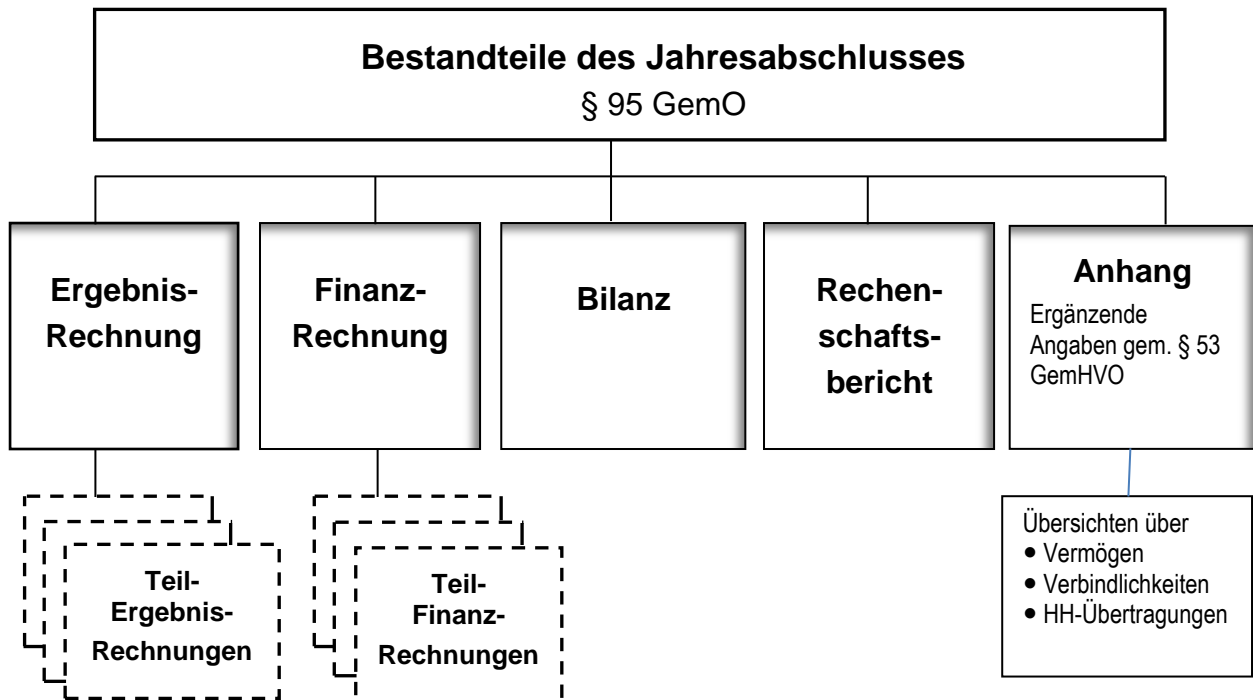 Bestandteile des Jahresabschlusses
§ 95 GemO
Ergebnis-
Rechnung
Finanz-
Rechnung
Bilanz
Rechen-
schafts-
bericht
Anhang
Ergänzende
Angaben gem. § 53
GemHVO
Teil-
Ergebnis-
Rechnungen
Teil-
Finanz-
Rechnungen
Übersichten über
● Vermögen
● Verbindlichkeiten
● HH-Übertragungen